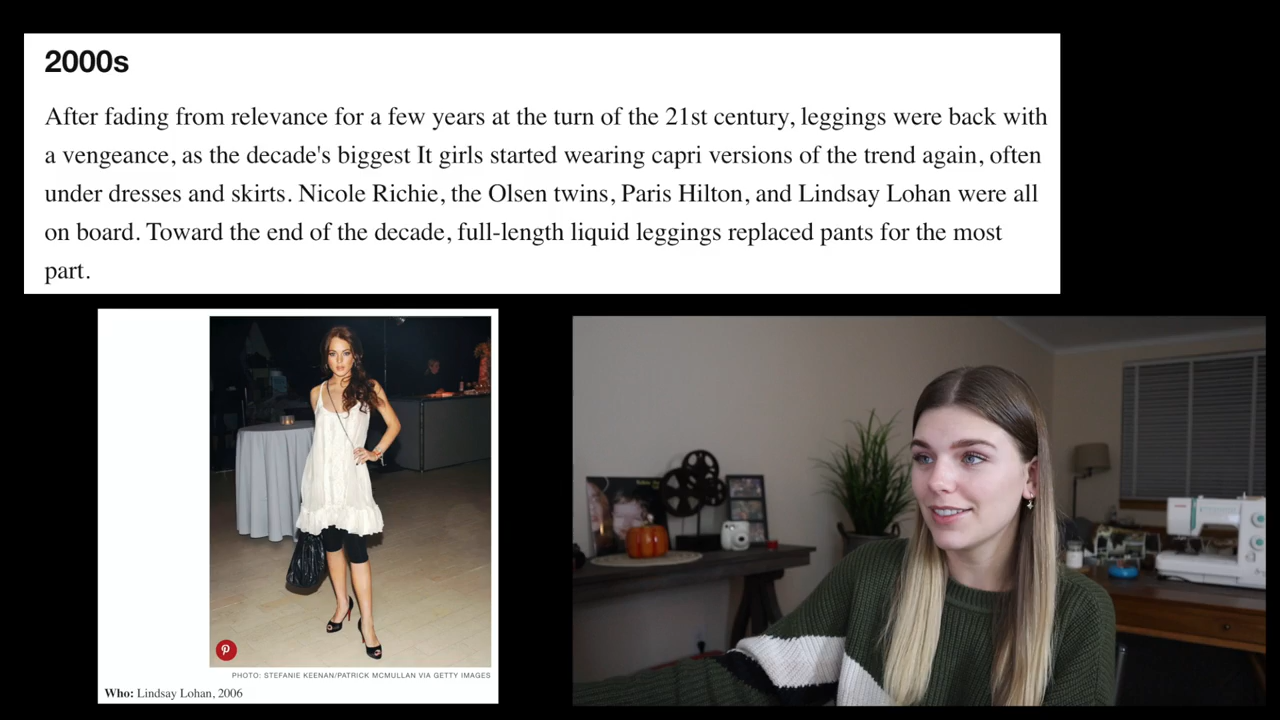 2000s
After fading from relevance for a few years at the turn of the 21st century, leggings were back with
a vengeance, as the decade's biggest It girls started wearing capri versions of the trend again, often
under dresses and skirts. Nicole Richie, the Olsen twins, Paris Hilton, and Lindsay Lohan were all
on board. Toward the end of the decade, full-length liquid leggings replaced pants for the most
part.
PHOTO: STEFANIE KEENAN/PATRICK MCMULLAN VIA GETTY IMAGES
Who: Lindsay Lohan, 2006